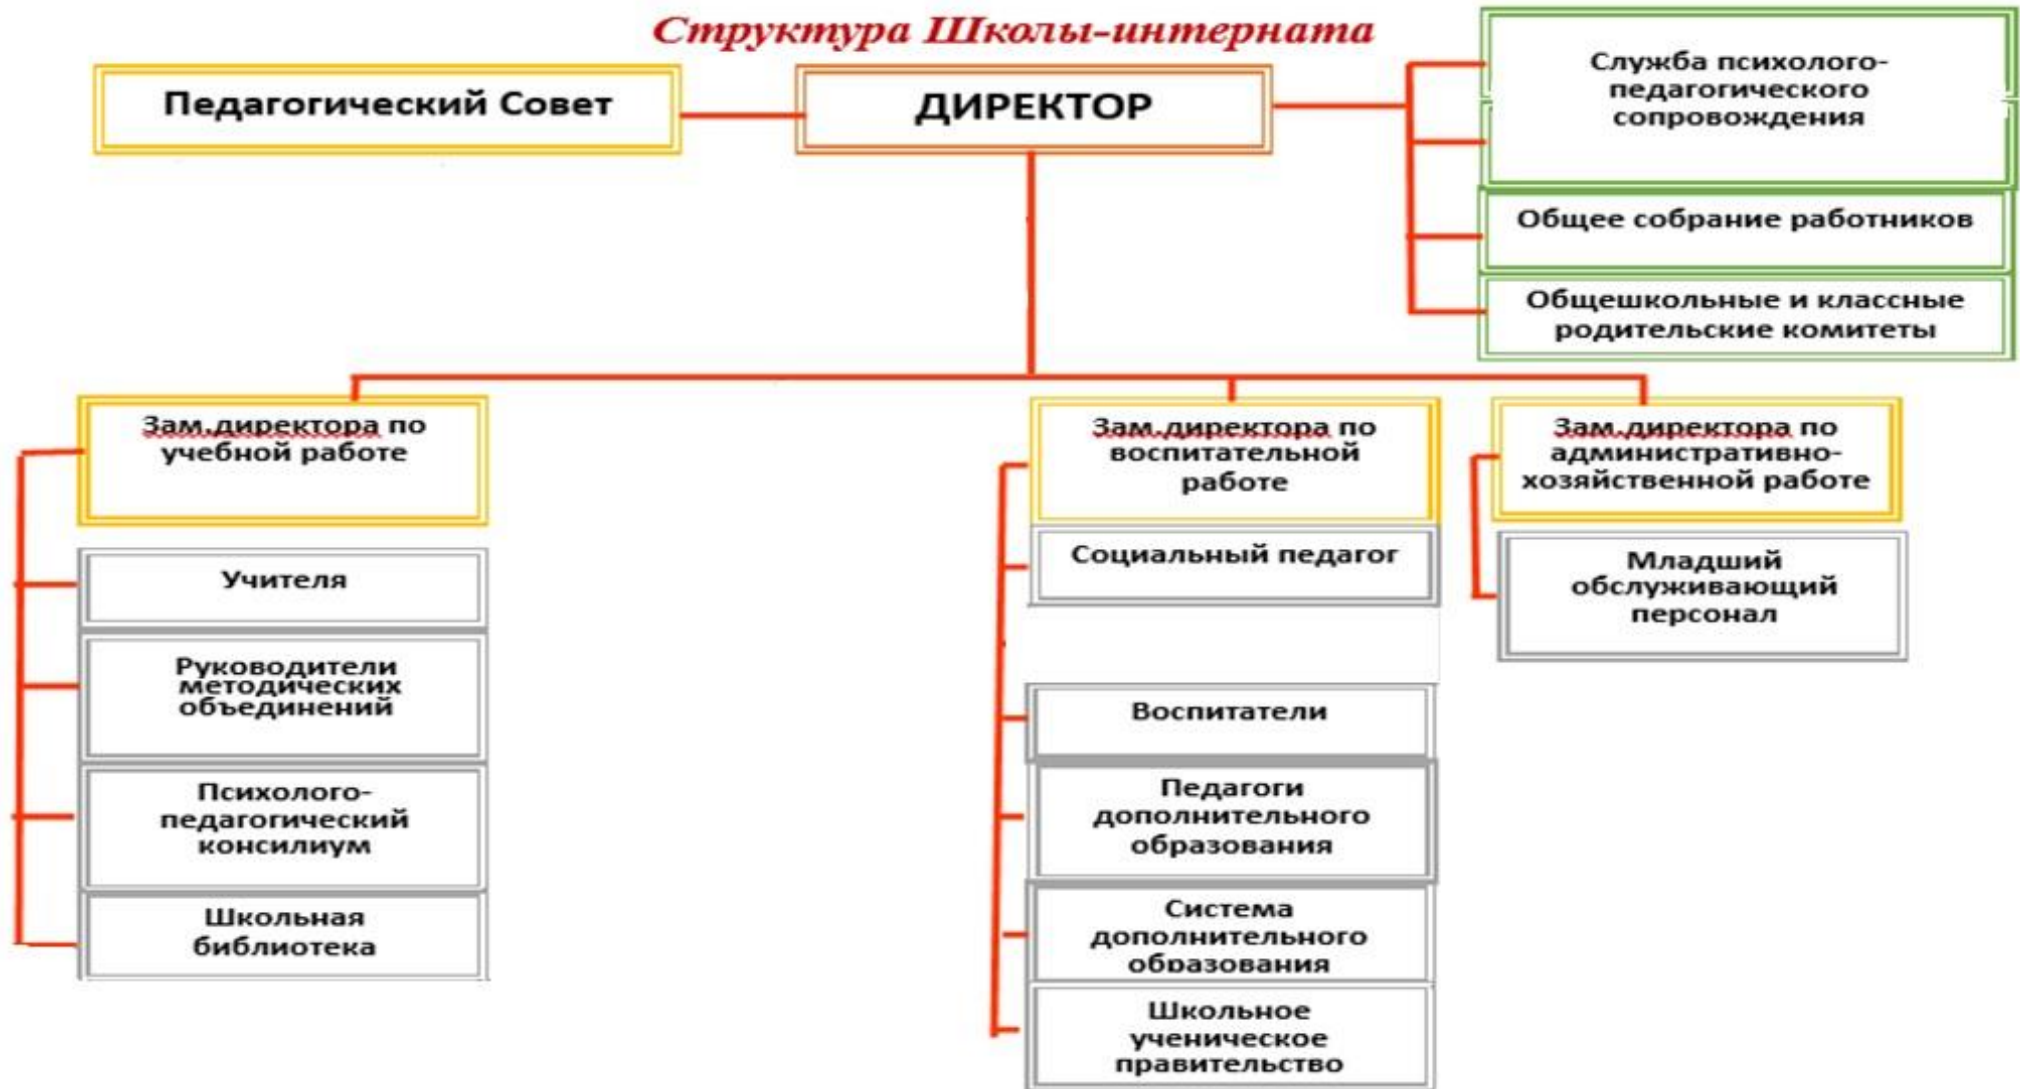 Структура Школы-интерната
Педагогический Совет
ДИРЕКТОР
Служба психолого-
педагогического
сопровождения
Общее собрание работников
Общешкольные и классные
родительские комитеты
Зам.директора по
учебной работе
Учителя
Руководители
методических
объединений
Психолого-
педагогический
консилиум
Школьная
библиотека
Зам.директора по
воспитательной
работе
Социальный педагог
Воспитатели
Педагоги
дополнительного
образования
Система
дополнительного
образования
Школьное
ученическое
правительство
Зам.директора по
административно-
хозяйственной работе
Младший
обслуживающий
персонал